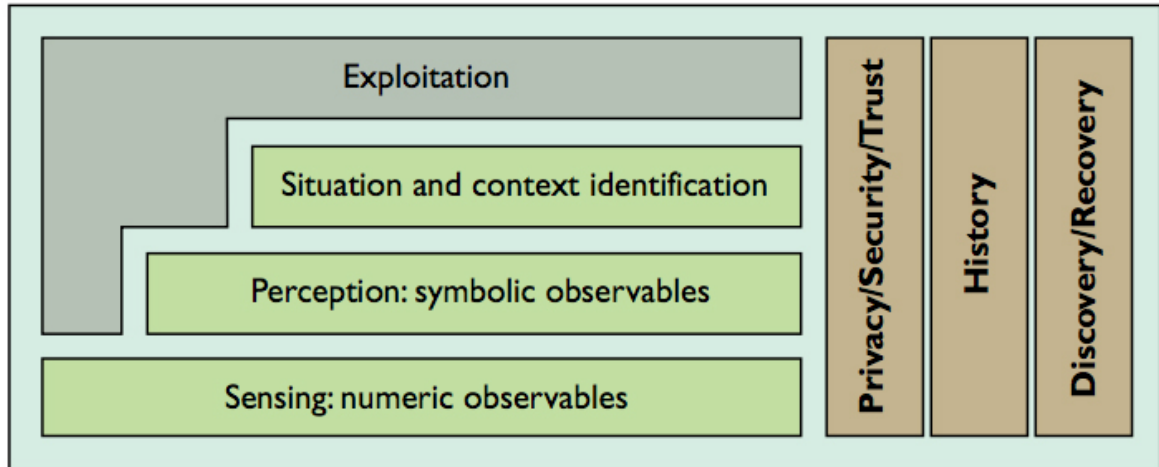 Exploitation
Situation and context identification
Perception: symbolic observables
Sensing: numeric observables
Privacy/Security/Trust
History
Discovery/Recovery